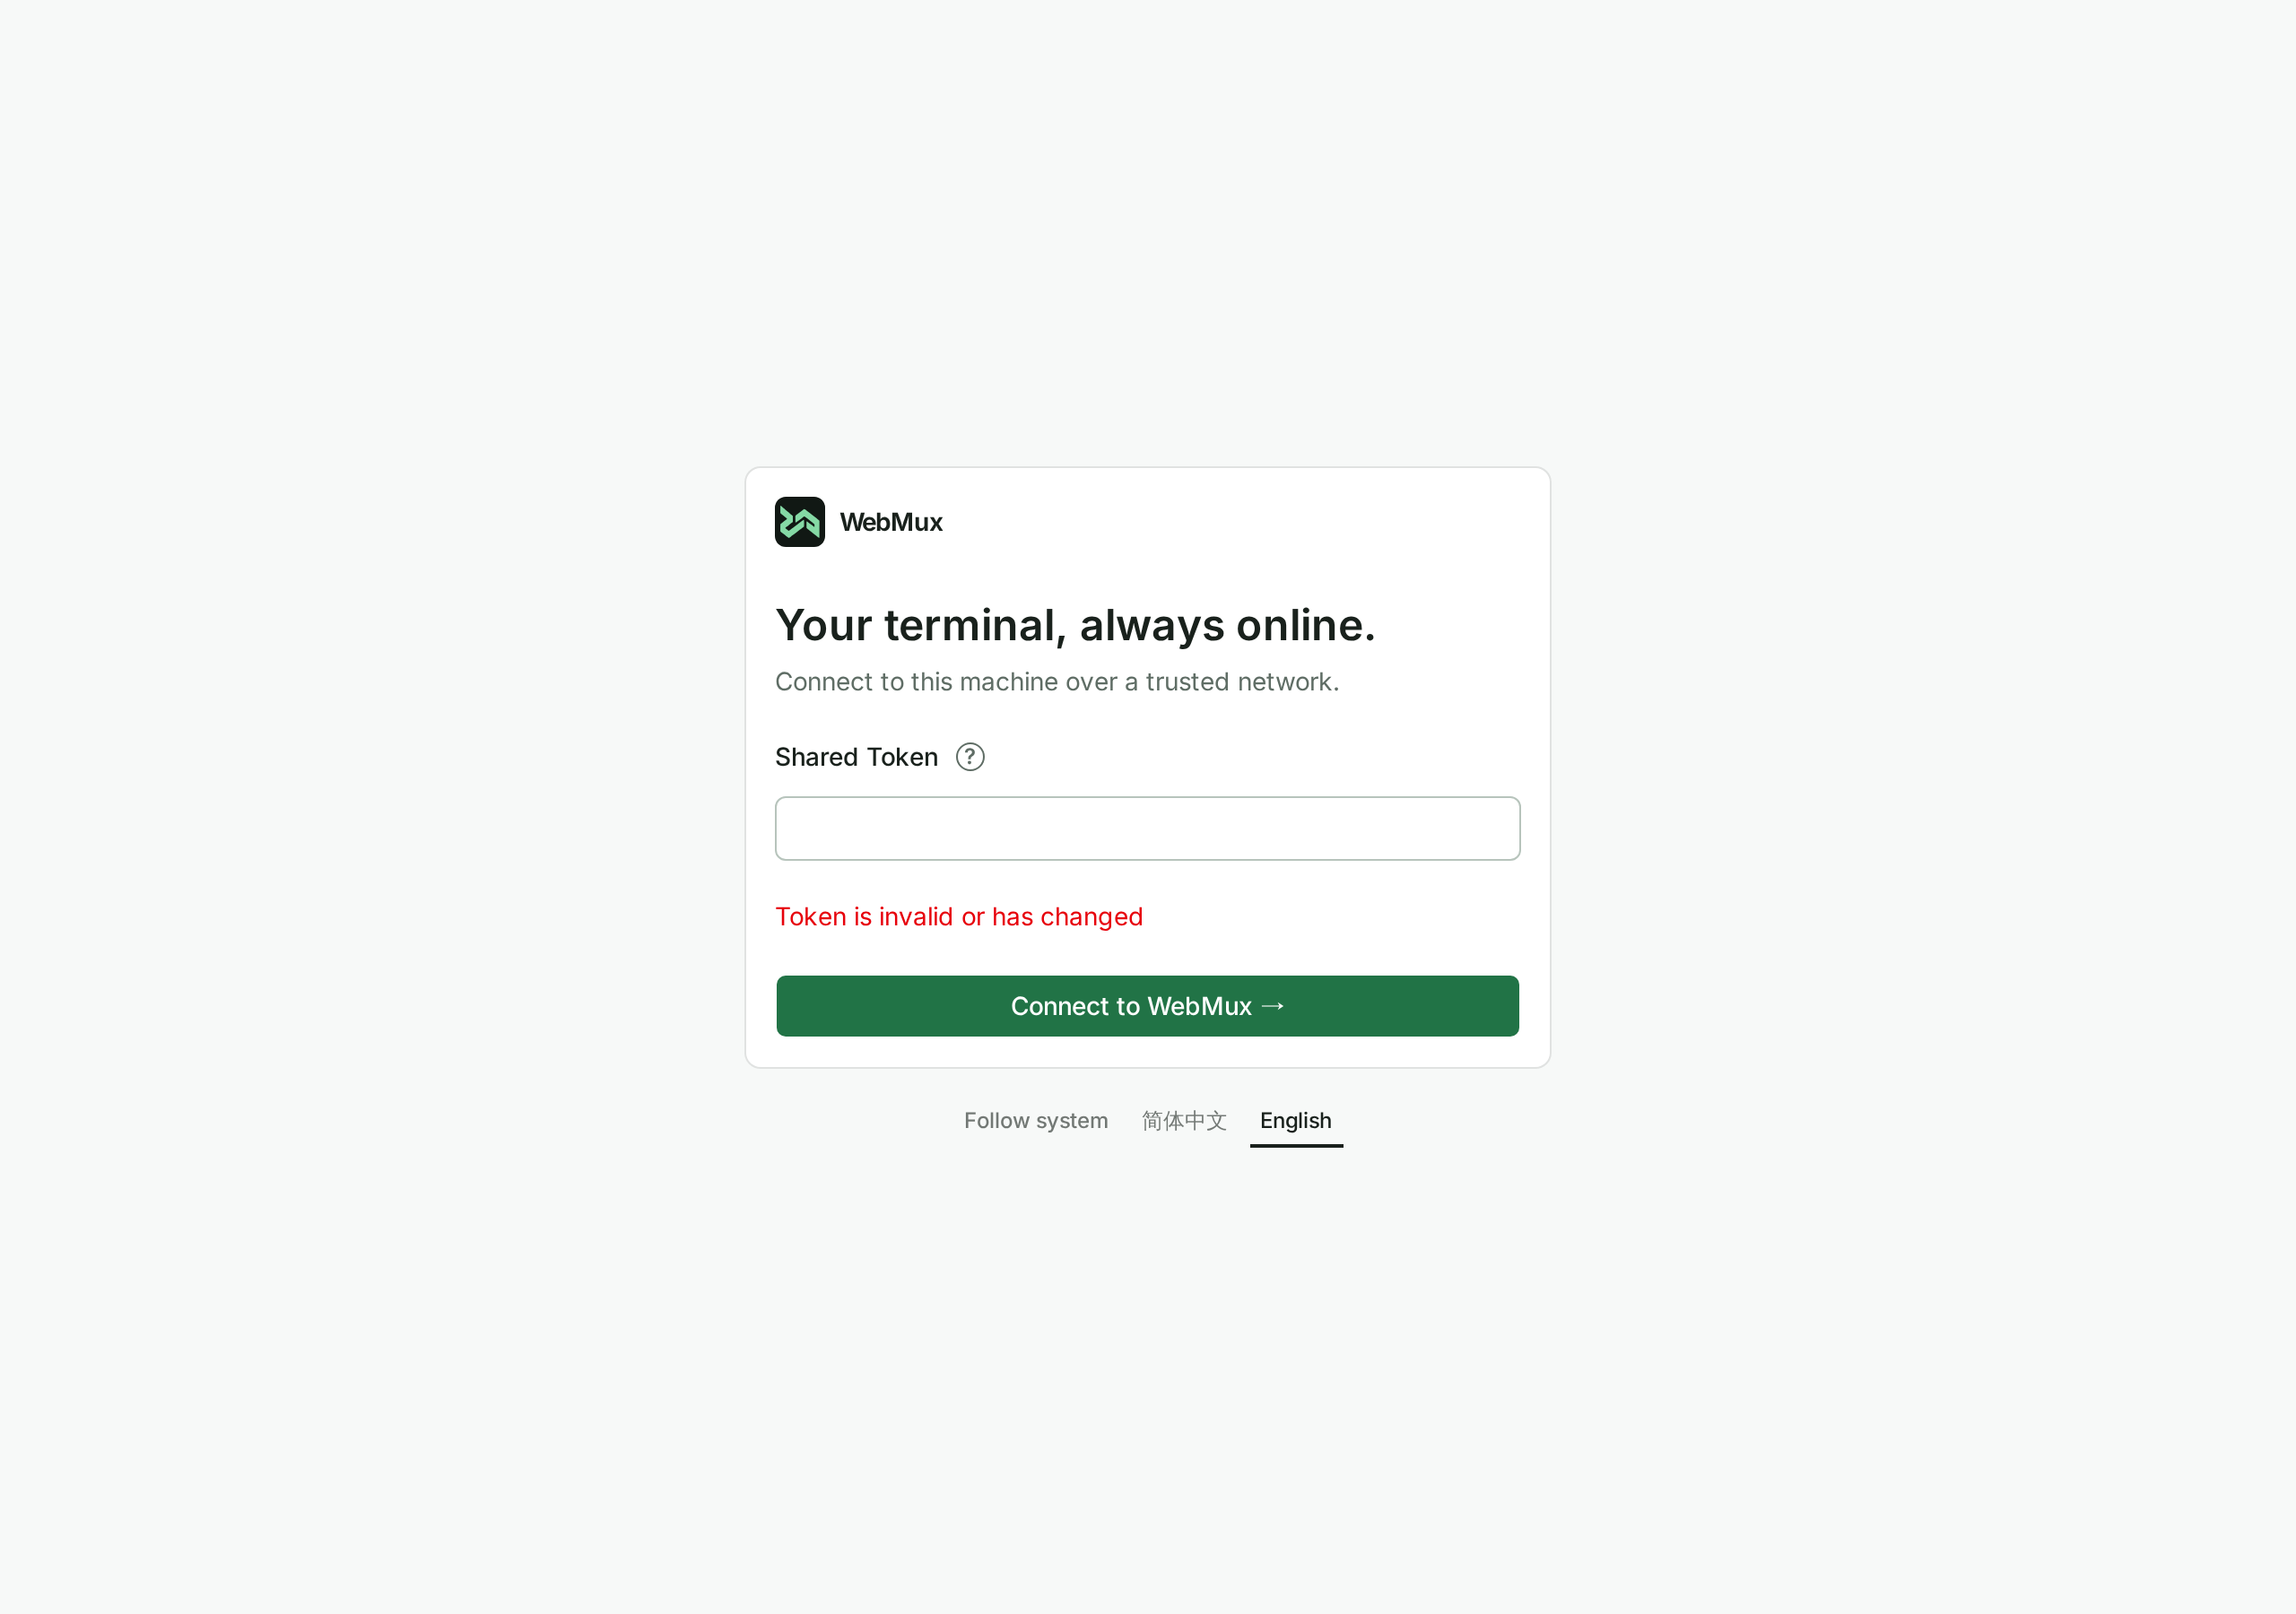 WebMux
Your terminal, always online.
Connect to this machine over a trusted network.
Shared Token ?
Token is invalid or has changed
Connect to WebMux →
Follow system 简体中文 English